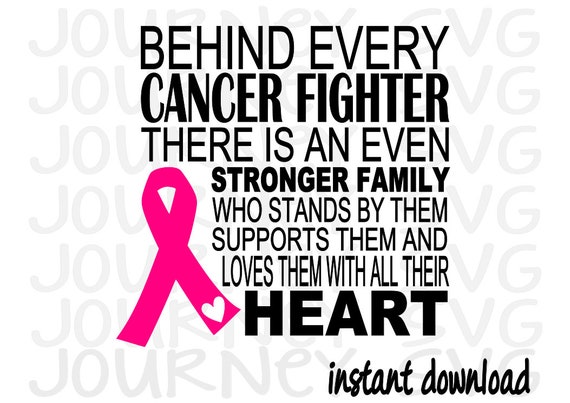 BEHIND EVERY
CANCER FIGHTER
THERE IS AN EVEN
STRONGER FAMILY
WHO STANDS BY THEM
SUPPORTS THEM AND
LOVES THEM WITH ALL THEIR
HEART
JOURNEY SVG
instant download